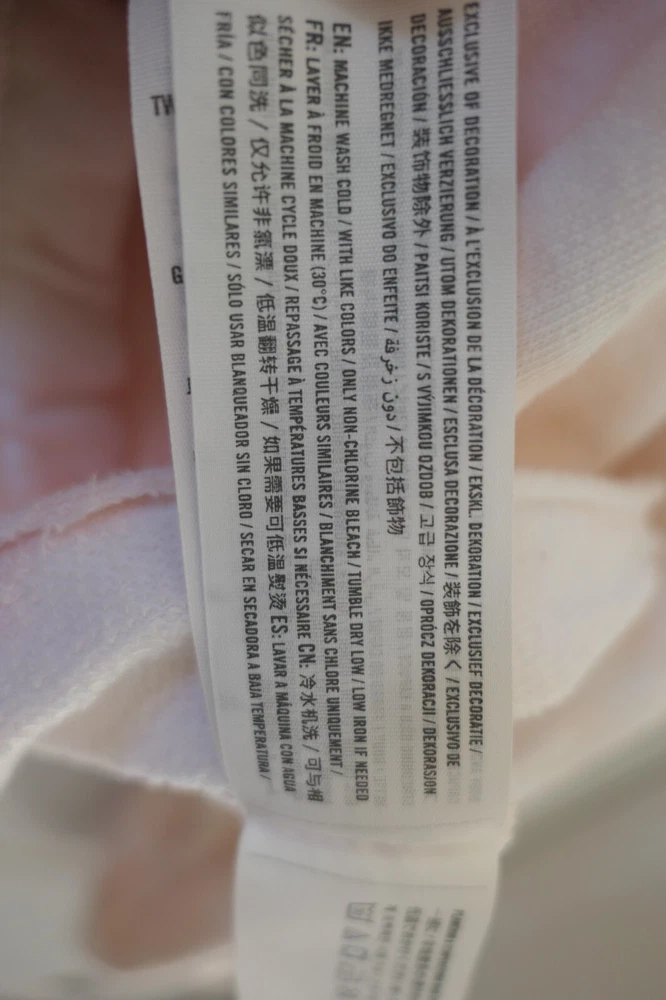 EXCLUSIVE OF DECORATION / À L'EXCLUSION DE LA DÉCORATION / EKSKL. DEKORATION / EXCLUSIEF DECORATIE /
AUSSCHLIESSLICH VERZIERUNG / UTOM DEKORATIONEN / ESCLUSA DECORAZIONE / 装飾を除く / EXCLUSIVO DE
DECORACIÓN / 装饰物除外 / PAITSI KORISTE / S VÝJIMKOU OZDOB / 고급 장식 / OPRÓCZ DEKORACJI / DEKORASJON
IKKE MEDREGNET / EXCLUSIVO DO ENFEITE / دون زخرفة / 不包括飾物
EN: MACHINE WASH COLD / WITH LIKE COLORS / ONLY NON-CHLORINE BLEACH / TUMBLE DRY LOW / LOW IRON IF NEEDED
FR: LAVER À FROID EN MACHINE (30°C) / AVEC COULEURS SIMILAIRES / BLANCHIMENT SANS CHLORE UNIQUEMENT /
SÉCHER À LA MACHINE CYCLE DOUX / REPASSAGE À TEMPÉRATURES BASSES SI NÉCESSAIRE CN: 冷水机洗 / 可与相
似色同洗 / 仅允许非氯漂 / 低温翻转干燥 / 如果需要可低温熨烫 ES: LAVAR A MÁQUINA CON AGUA
FRÍA / CON COLORES SIMILARES / SÓLO USAR BLANQUEADOR SIN CLORO / SECAR EN SECADORA A BAJA TEMPERATURA /